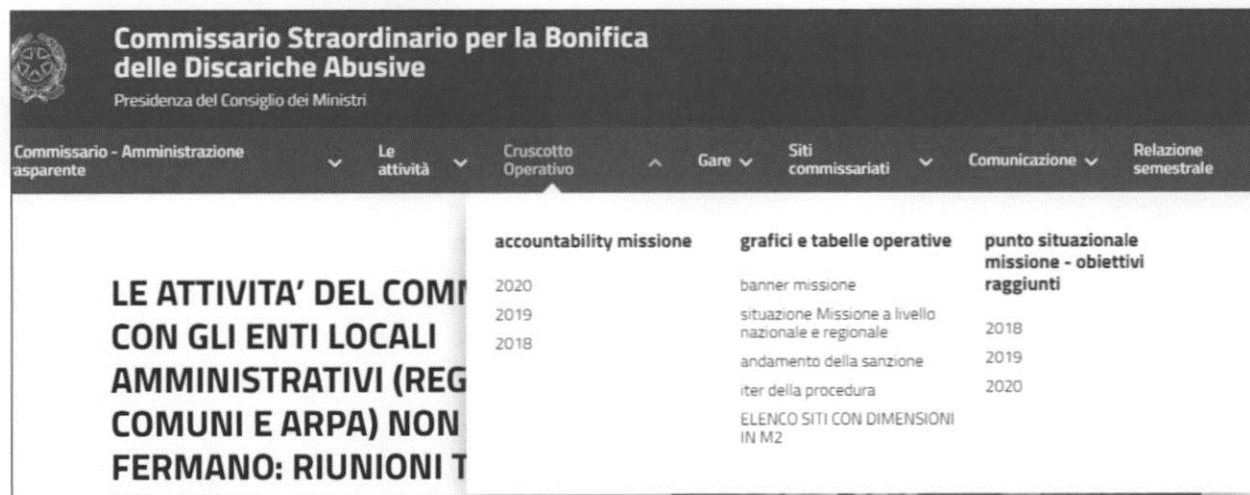 Commissario Straordinario per la Bonifica
delle Discariche Abusive
Presidenza del Consiglio dei Ministri
Commissario - Amministrazione
asparente
Le
attività
Cruscotto
Operativo
Gare
Siti
commissariati
Comunicazione
Relazione
semestrale
accountability missione
2020
2019
2018
grafici e tabelle operative
banner missione
situazione Missione a livello
nazionale e regionale
andamento della sanzione
iter della procedura
ELENCO SITI CON DIMENSIONI
IN M2
punto situazionale
missione - obiettivi
raggiunti
2018
2019
2020
LE ATTIVITA' DEL COM
CON GLI ENTI LOCALI
AMMINISTRATIVI (REG
COMUNI E ARPA) NON
FERMANO: RIUNIONI T